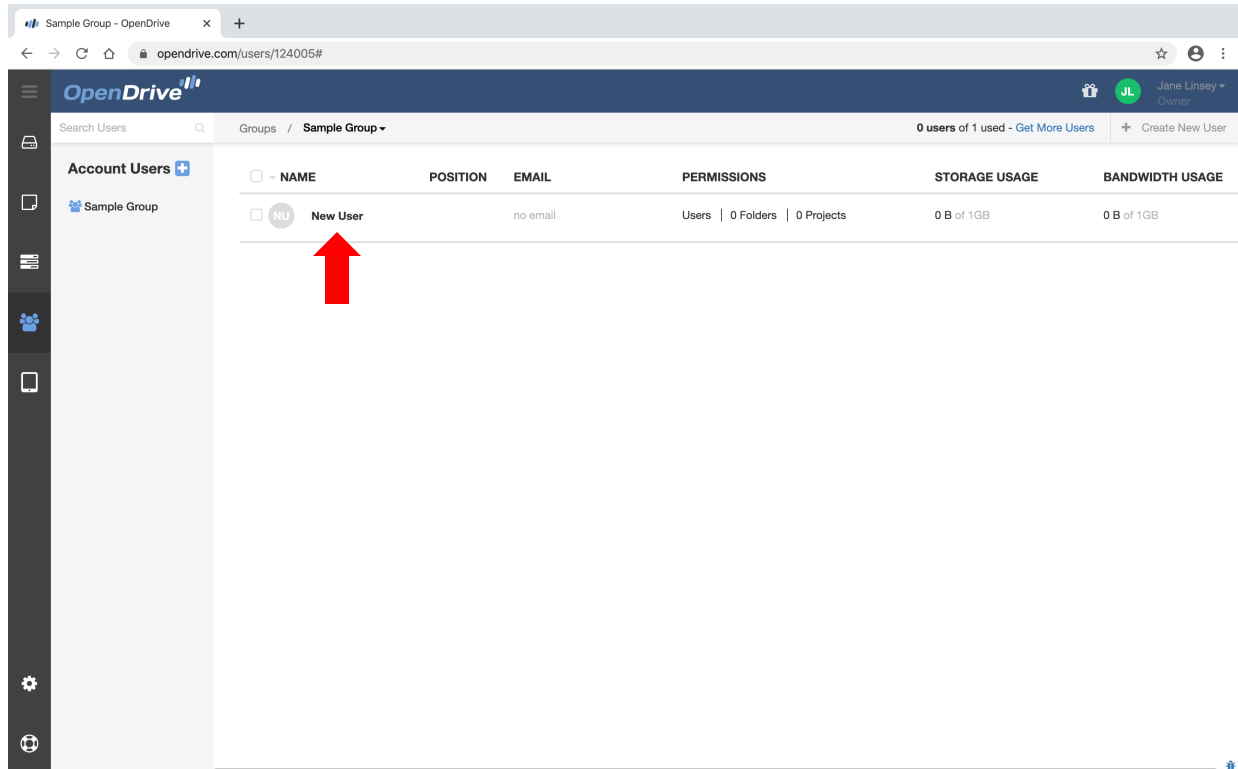 Sample Group - OpenDrive
opendrive.com/users/124005#
OpenDrive
JL
Jane Linsey
Owner
Search Users
Groups / Sample Group
0 users of 1 used - Get More Users
+ Create New User
Account Users
Sample Group
NAME POSITION EMAIL PERMISSIONS STORAGE USAGE BANDWIDTH USAGE
NU New User no email Users | 0 Folders | 0 Projects 0 B of 1GB 0 B of 1GB